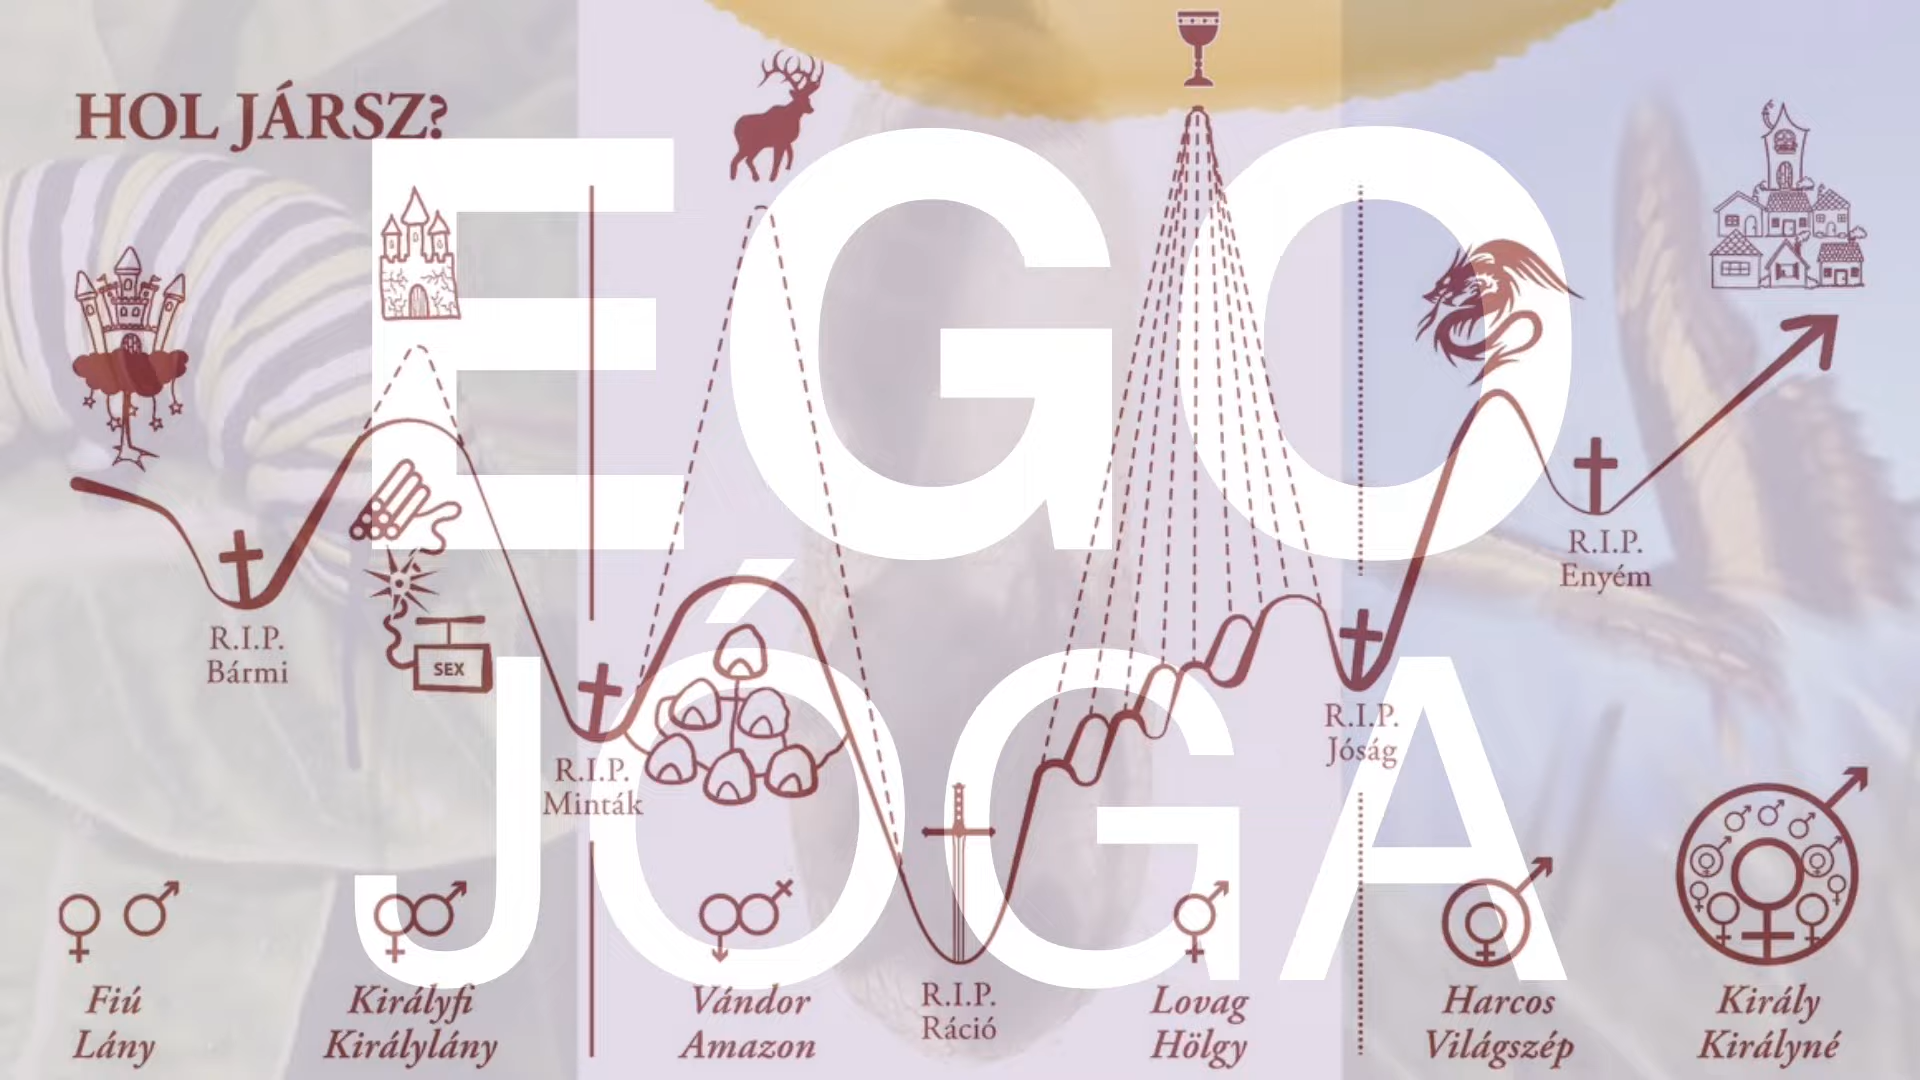 HOL JÁRSZ?
EGO
JÓGA
R.I.P.
Bármi
SEX
R.I.P.
Minták
R.I.P.
Ráció
R.I.P.
Jóság
R.I.P.
Enyém
Fiú
Lány
Királyfi
Királylány
Vándor
Amazon
Lovag
Hölgy
Harcos
Világszép
Király
Királyné